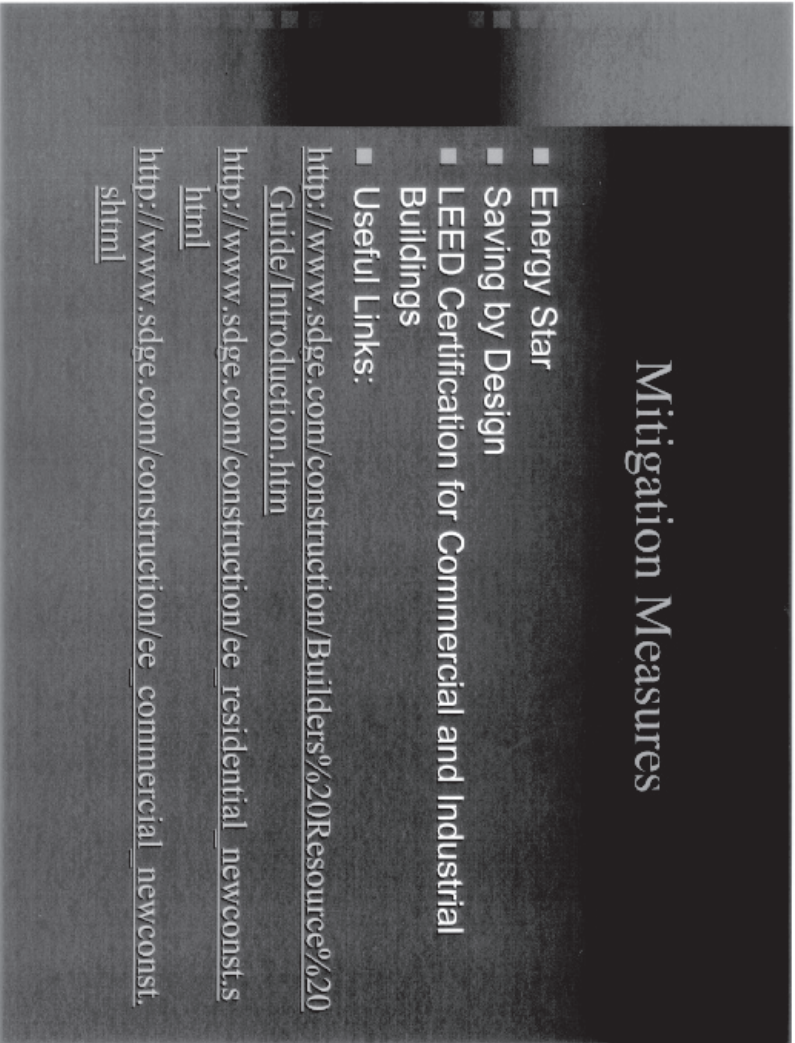 Mitigation Measures
■ Energy Star
■ Saving by Design
■ LEED Certification for Commercial and Industrial
Buildings
■ Useful Links:
http://www.sdge.com/construction/Builders%20Resource%20
Guide/Introduction.htm
http://www.sdge.com/construction/ee_residential_newconst.s
html
http://www.sdge.com/construction/ee_commercial_newconst.
shtml